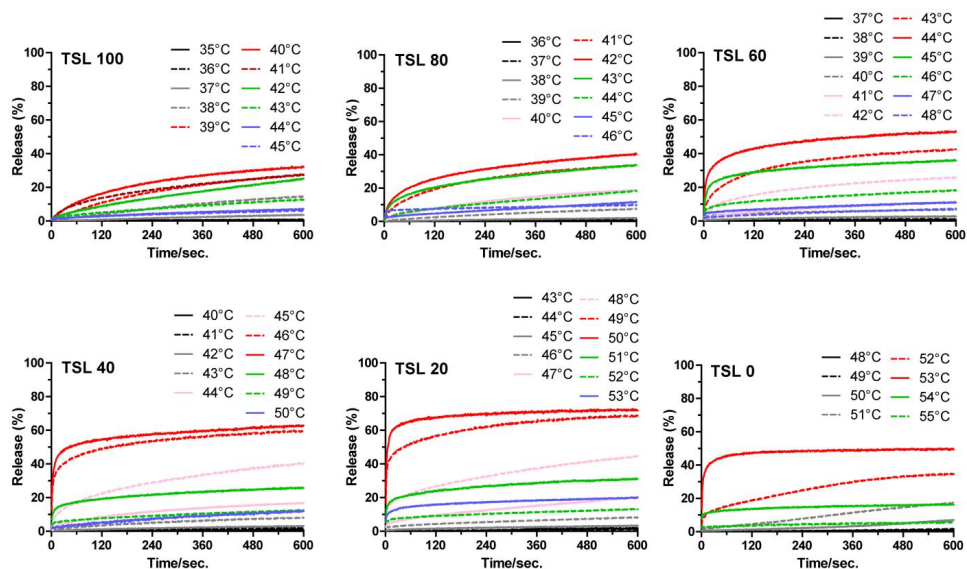 TSL 100
35°C 40°C
36°C 41°C
37°C 42°C
38°C 43°C
39°C 44°C
45°C
Release (%)
100
80
60
40
20
0
0 120 240 360 480 600
Time/sec.
TSL 80
36°C 41°C
37°C 42°C
38°C 43°C
39°C 44°C
40°C 45°C
46°C
Release (%)
100
80
60
40
20
0
0 120 240 360 480 600
Time/sec.
TSL 60
37°C 43°C
38°C 44°C
39°C 45°C
40°C 46°C
41°C 47°C
42°C 48°C
Release (%)
100
80
60
40
20
0
0 120 240 360 480 600
Time/sec.
TSL 40
40°C 45°C
41°C 46°C
42°C 47°C
43°C 48°C
44°C 49°C
50°C
Release (%)
100
80
60
40
20
0
0 120 240 360 480 600
Time/sec.
TSL 20
43°C 48°C
44°C 49°C
45°C 50°C
46°C 51°C
47°C 52°C
53°C
Release (%)
100
80
60
40
20
0
0 120 240 360 480 600
Time/sec.
TSL 0
48°C 52°C
49°C 53°C
50°C 54°C
51°C 55°C
Release (%)
100
80
60
40
20
0
0 120 240 360 480 600
Time/sec.